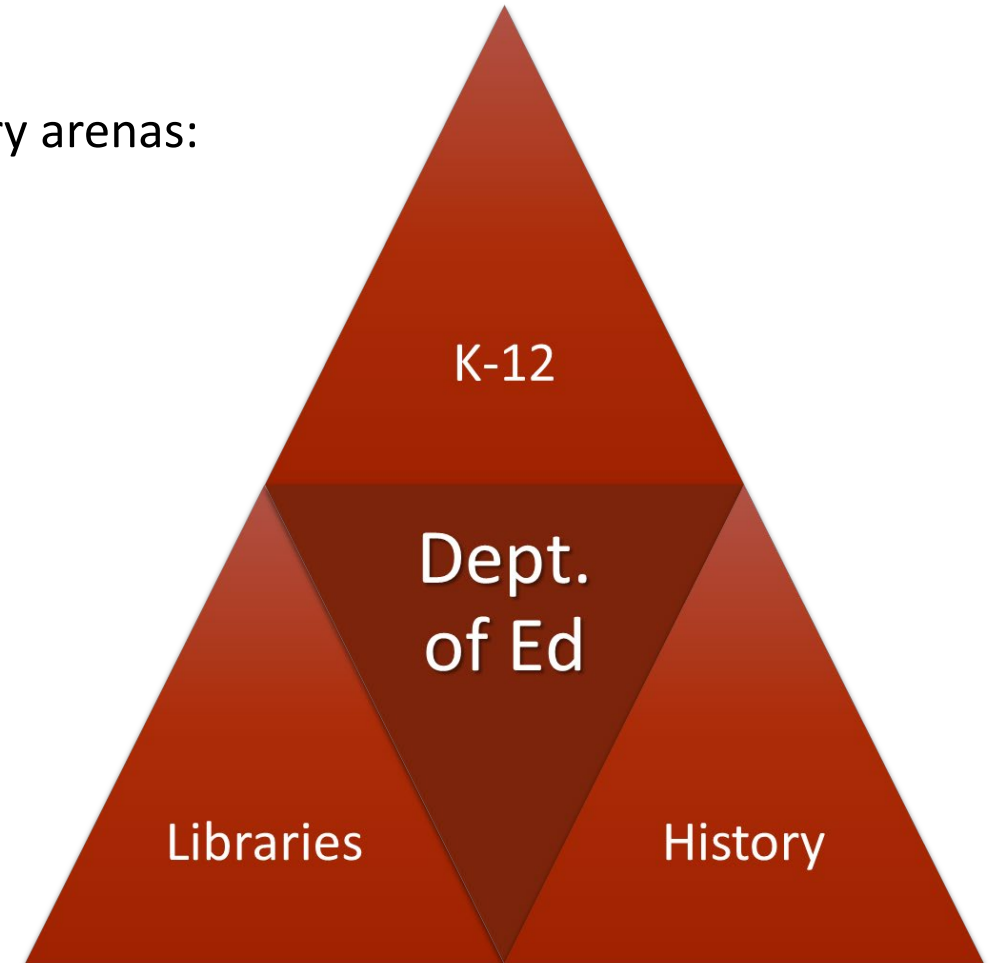 arenas:
K-12
Dept.
of Ed
Libraries
History